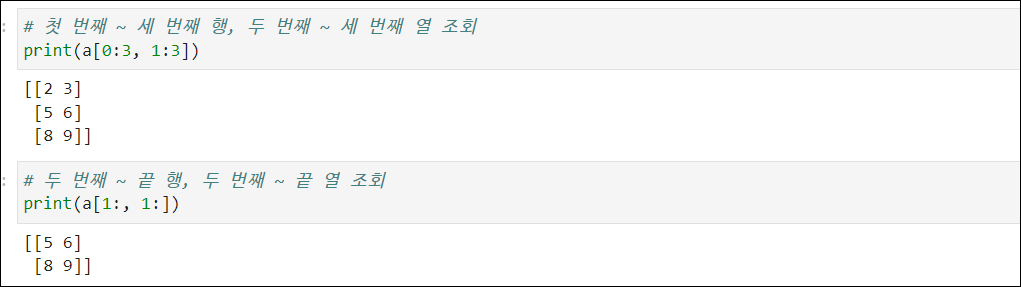 # 첫 번째 ~ 세 번째 행, 두 번째 ~ 세 번째 열 조회
print(a[0:3, 1:3])
[[2 3]
 [5 6]
 [8 9]]
# 두 번째 ~ 끝 행, 두 번째 ~ 끝 열 조회
print(a[1:, 1:])
[[5 6]
 [8 9]]